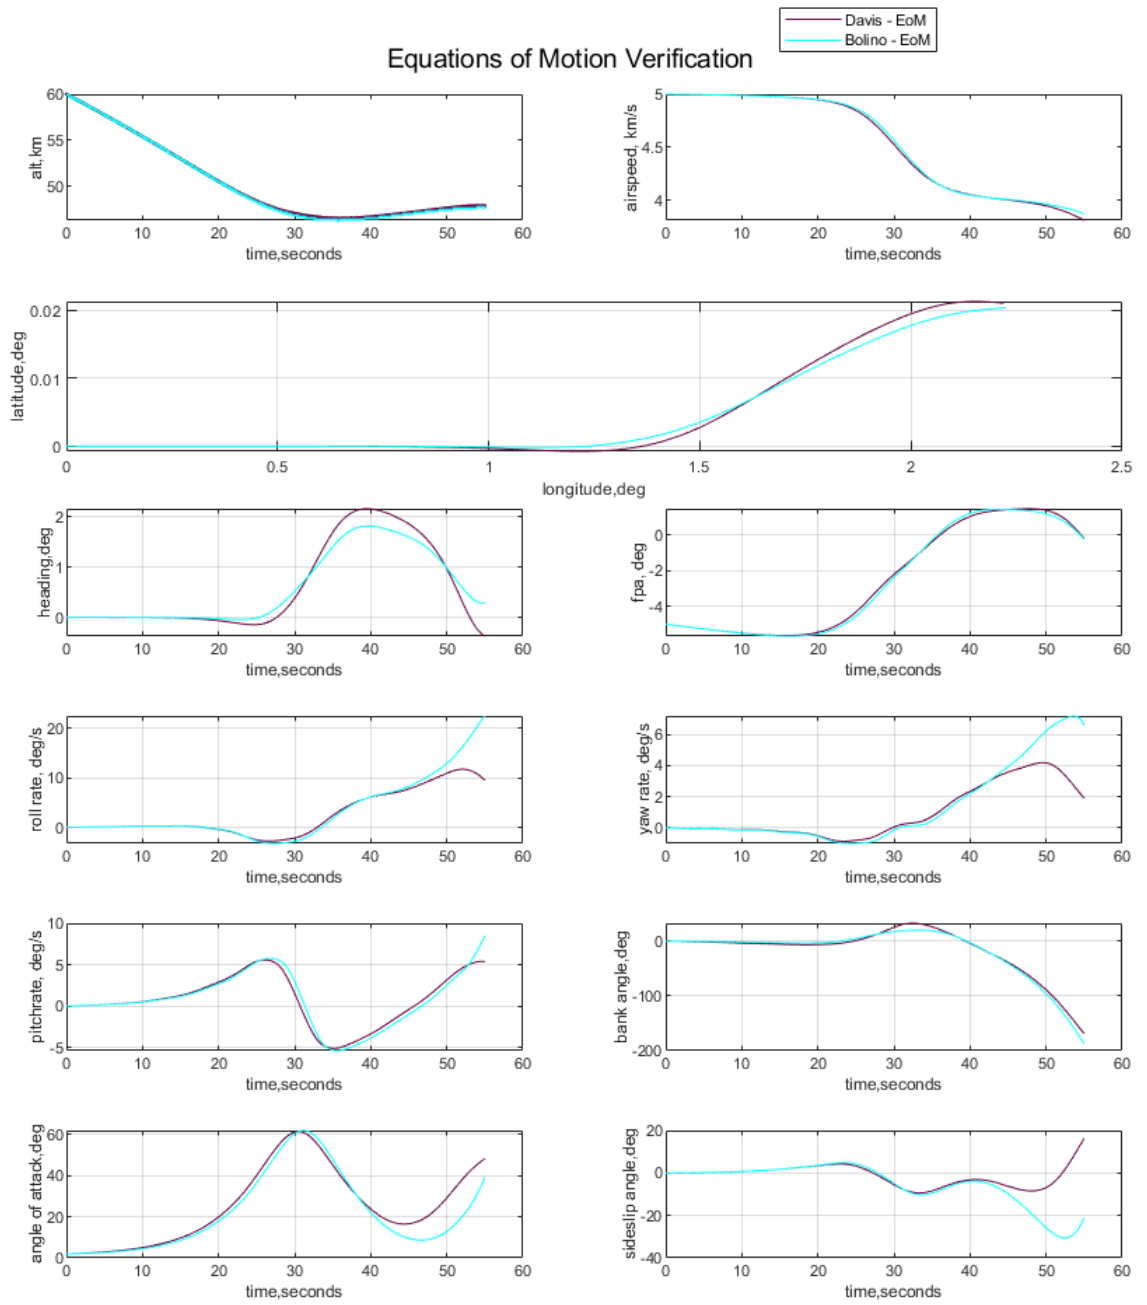 Davis - EoM
Bolino - EoM
Equations of Motion Verification
60
55
50
alt,km
0 10 20 30 40 50 60
time,seconds
5
4.5
4
airspeed, km/s
0 10 20 30 40 50 60
time,seconds
0.02
0.01
0
latitude,deg
0 0.5 1 1.5 2 2.5
longitude,deg
2
1
0
heading,deg
0 10 20 30 40 50 60
time,seconds
0
-2
-4
fpa, deg
0 10 20 30 40 50 60
time,seconds
20
10
0
roll rate, deg/s
0 10 20 30 40 50 60
time,seconds
6
4
2
0
yaw rate, deg/s
0 10 20 30 40 50 60
time,seconds
10
5
0
-5
pitchrate, deg/s
0 10 20 30 40 50 60
time,seconds
0
-100
-200
bank angle,deg
0 10 20 30 40 50 60
time,seconds
60
40
20
0
angle of attack,deg
0 10 20 30 40 50 60
time,seconds
20
0
-20
-40
sideslip angle,deg
0 10 20 30 40 50 60
time,seconds